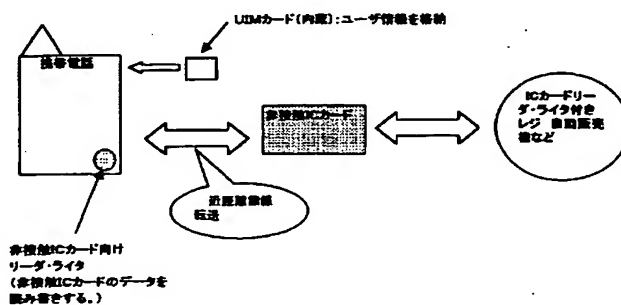 UIMカード(内蔵):ユーザ情報を格納
携帯電話
非接触ICカード
ICカードリー
ダ・ライタ付き
レジ 自動販売
機など
近距離無線
転送
非接触ICカード向け
リーダ・ライタ
(非接触ICカードのデータを
読み書きする。)